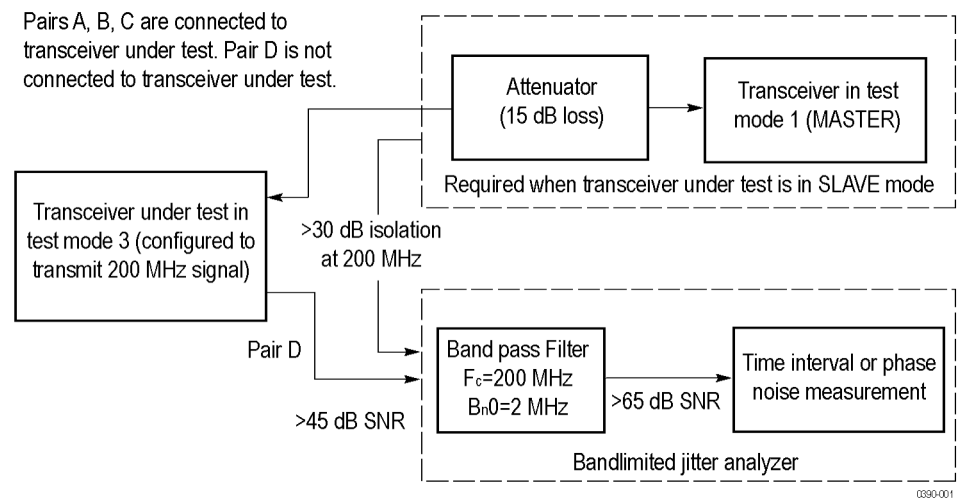 Pairs A, B, C are connected to
transceiver under test. Pair D is not
connected to transceiver under test.
Attenuator
(15 dB loss)
Transceiver in test
mode 1 (MASTER)
Required when transceiver under test is in SLAVE mode
Transceiver under test in
test mode 3 (configured to
transmit 200 MHz signal)
>30 dB isolation
at 200 MHz
Pair D
>45 dB SNR
Band pass Filter
Fc=200 MHz
Bn0=2 MHz
>65 dB SNR
Time interval or phase
noise measurement
Bandlimited jitter analyzer
0390-001